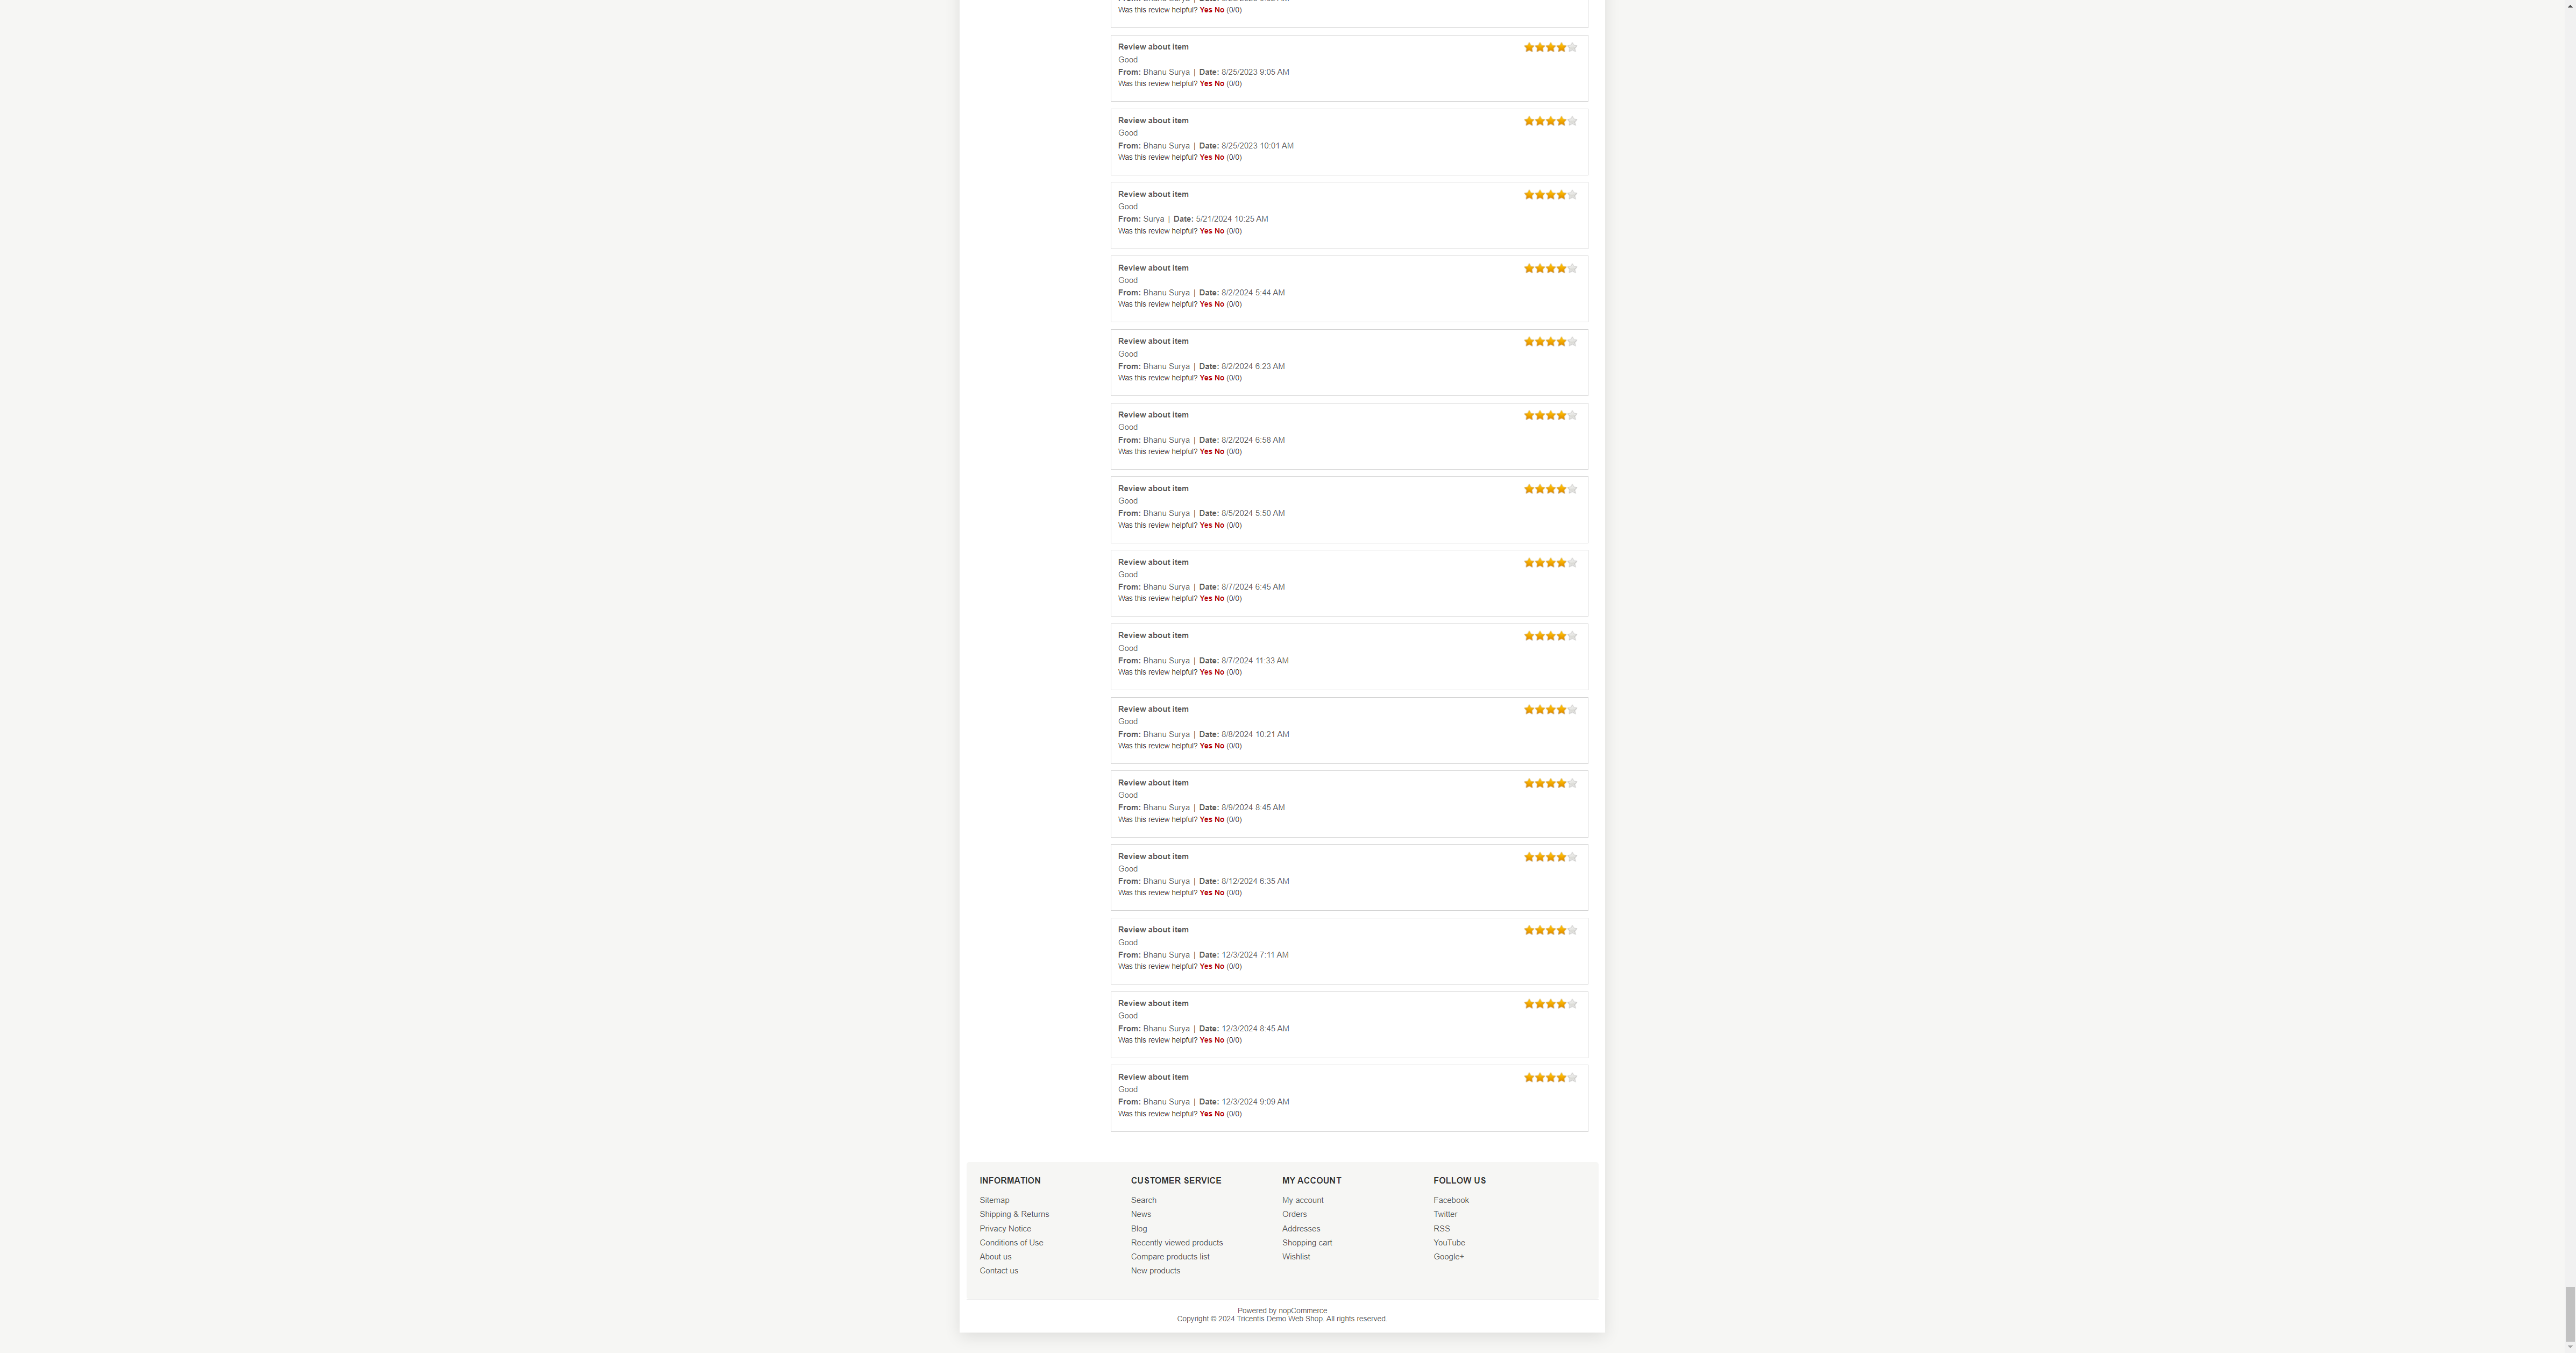 Was this review helpful? Yes No (0/0)
Review about item
Good
From: Bhanu Surya | Date: 8/25/2023 9:05 AM
Was this review helpful? Yes No (0/0)
Review about item
Good
From: Bhanu Surya | Date: 8/25/2023 10:01 AM
Was this review helpful? Yes No (0/0)
Review about item
Good
From: Surya | Date: 5/21/2024 10:25 AM
Was this review helpful? Yes No (0/0)
Review about item
Good
From: Bhanu Surya | Date: 8/2/2024 5:44 AM
Was this review helpful? Yes No (0/0)
Review about item
Good
From: Bhanu Surya | Date: 8/2/2024 6:23 AM
Was this review helpful? Yes No (0/0)
Review about item
Good
From: Bhanu Surya | Date: 8/2/2024 6:58 AM
Was this review helpful? Yes No (0/0)
Review about item
Good
From: Bhanu Surya | Date: 8/5/2024 5:50 AM
Was this review helpful? Yes No (0/0)
Review about item
Good
From: Bhanu Surya | Date: 8/7/2024 6:45 AM
Was this review helpful? Yes No (0/0)
Review about item
Good
From: Bhanu Surya | Date: 8/7/2024 11:33 AM
Was this review helpful? Yes No (0/0)
Review about item
Good
From: Bhanu Surya | Date: 8/8/2024 10:21 AM
Was this review helpful? Yes No (0/0)
Review about item
Good
From: Bhanu Surya | Date: 8/9/2024 8:45 AM
Was this review helpful? Yes No (0/0)
Review about item
Good
From: Bhanu Surya | Date: 8/12/2024 6:35 AM
Was this review helpful? Yes No (0/0)
Review about item
Good
From: Bhanu Surya | Date: 12/3/2024 7:11 AM
Was this review helpful? Yes No (0/0)
Review about item
Good
From: Bhanu Surya | Date: 12/3/2024 8:45 AM
Was this review helpful? Yes No (0/0)
Review about item
Good
From: Bhanu Surya | Date: 12/3/2024 9:09 AM
Was this review helpful? Yes No (0/0)
INFORMATION
Sitemap
Shipping & Returns
Privacy Notice
Conditions of Use
About us
Contact us
CUSTOMER SERVICE
Search
News
Blog
Recently viewed products
Compare products list
New products
MY ACCOUNT
My account
Orders
Addresses
Shopping cart
Wishlist
FOLLOW US
Facebook
Twitter
RSS
YouTube
Google+
Powered by nopCommerce
Copyright © 2024 Tricentis Demo Web Shop. All rights reserved.